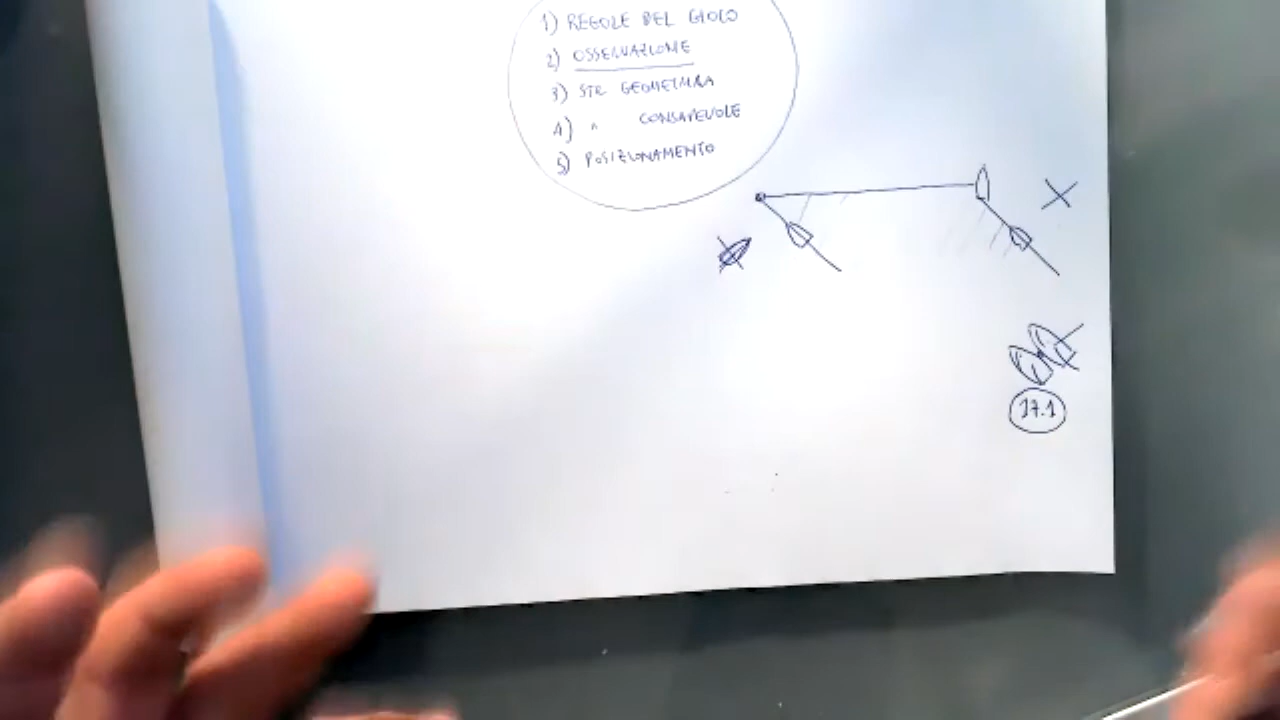 1) REGOLE DEL GIOCO
2) OSSERVAZIONE
3) STR GEOMETRICA
4) " CONSAPEVOLE
5) POSIZIONAMENTO
17.1